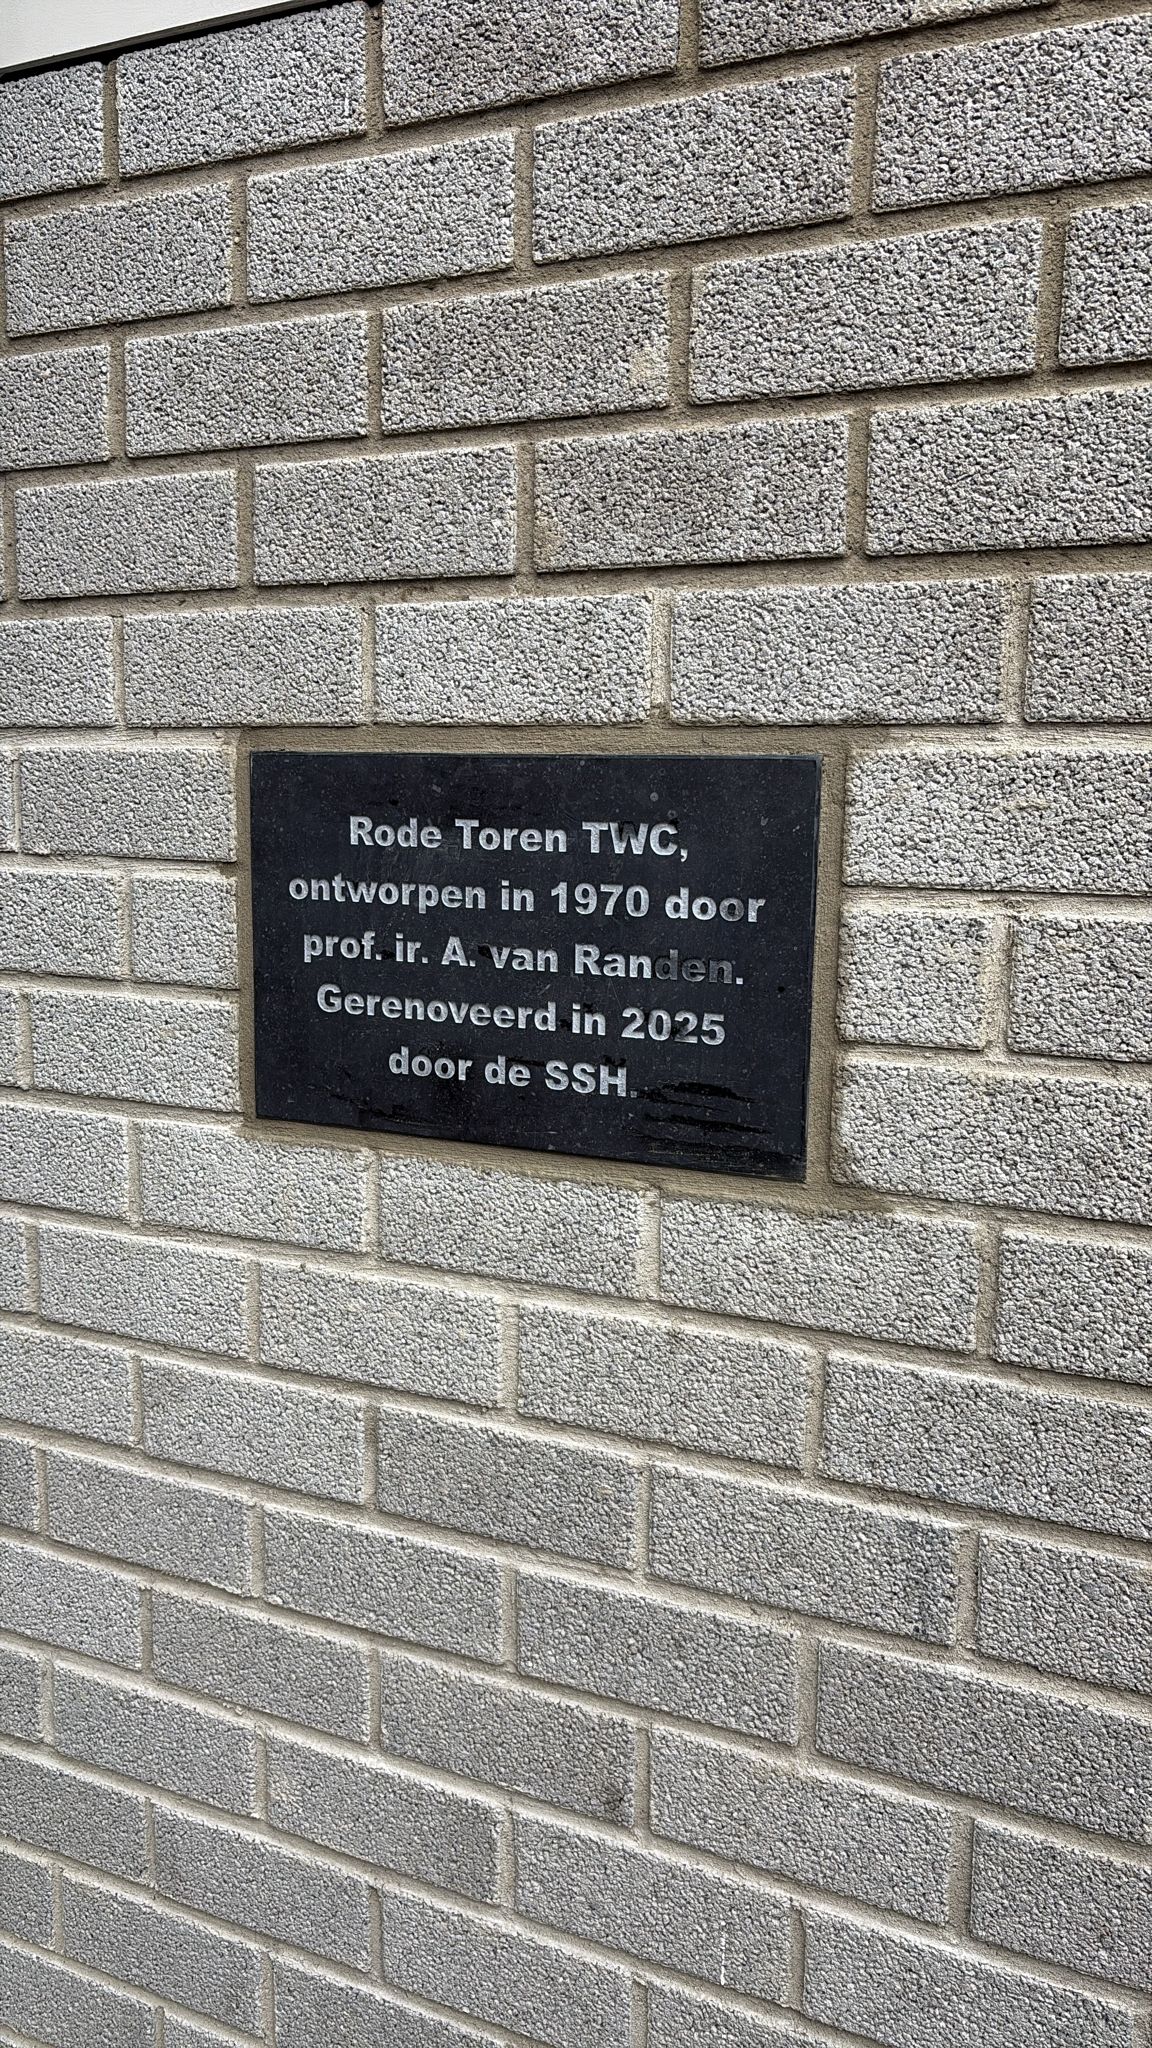 Rode Toren TWC,
ontworpen in 1970 door
prof. ir. A. van Randen.
Gerenoveerd in 2025
door de SSH.